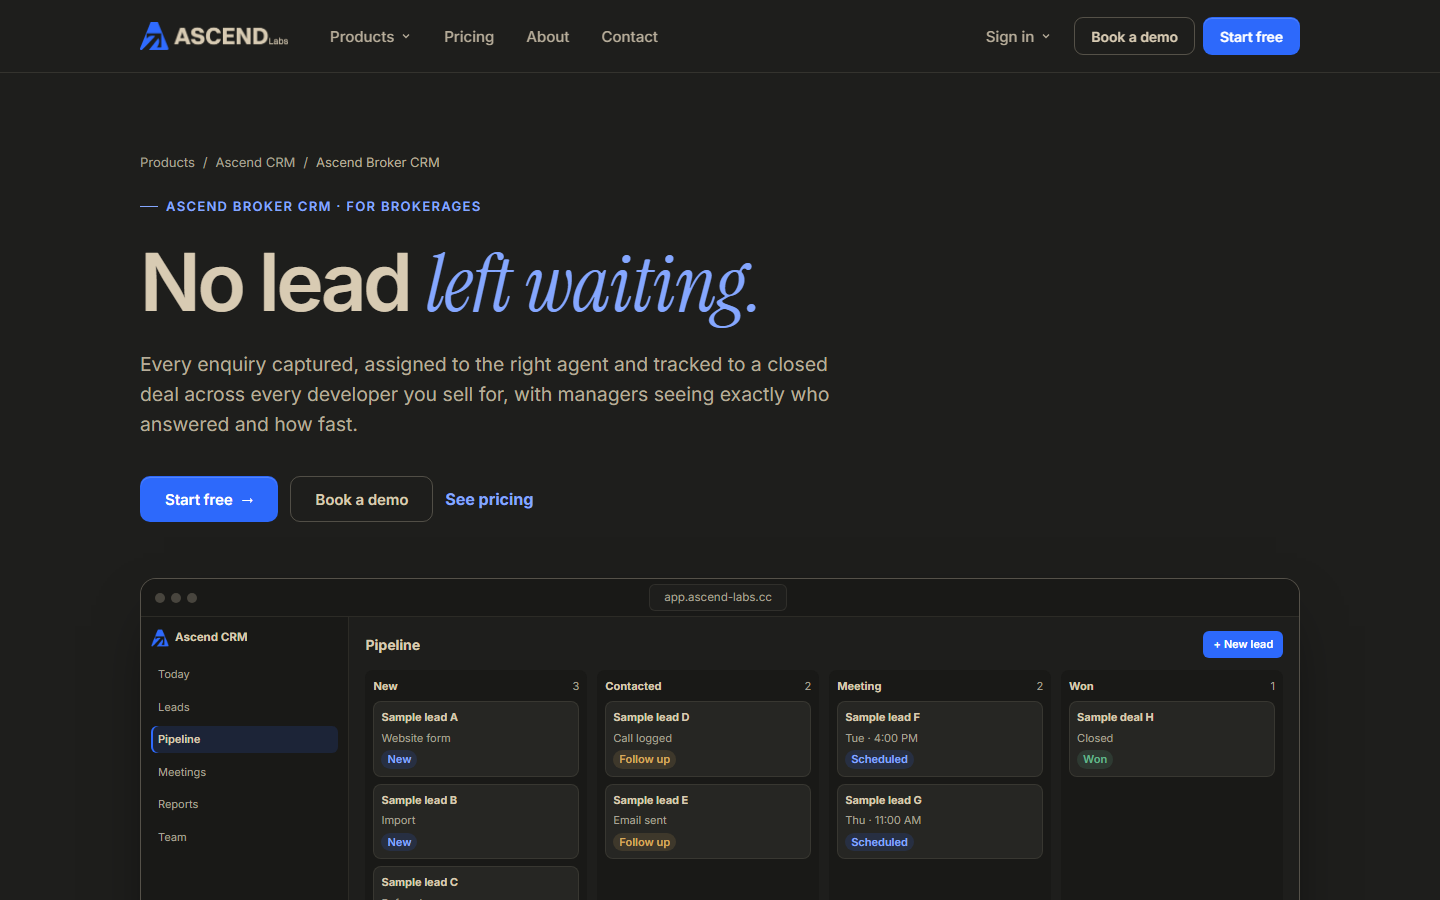 ASCEND Labs
Products
Pricing
About
Contact
Sign in
Book a demo
Start free
Products / Ascend CRM / Ascend Broker CRM
ASCEND BROKER CRM · FOR BROKERAGES
No lead left waiting.
Every enquiry captured, assigned to the right agent and tracked to a closed
deal across every developer you sell for, with managers seeing exactly who
answered and how fast.
Start free →
Book a demo
See pricing
app.ascend-labs.cc
Ascend CRM
Today
Leads
Pipeline
Meetings
Reports
Team
Pipeline
+ New lead
New 3
Sample lead A
Website form
New
Sample lead B
Import
New
Sample lead C
Contacted 2
Sample lead D
Call logged
Follow up
Sample lead E
Email sent
Follow up
Meeting 2
Sample lead F
Tue · 4:00 PM
Scheduled
Sample lead G
Thu · 11:00 AM
Scheduled
Won 1
Sample deal H
Closed
Won